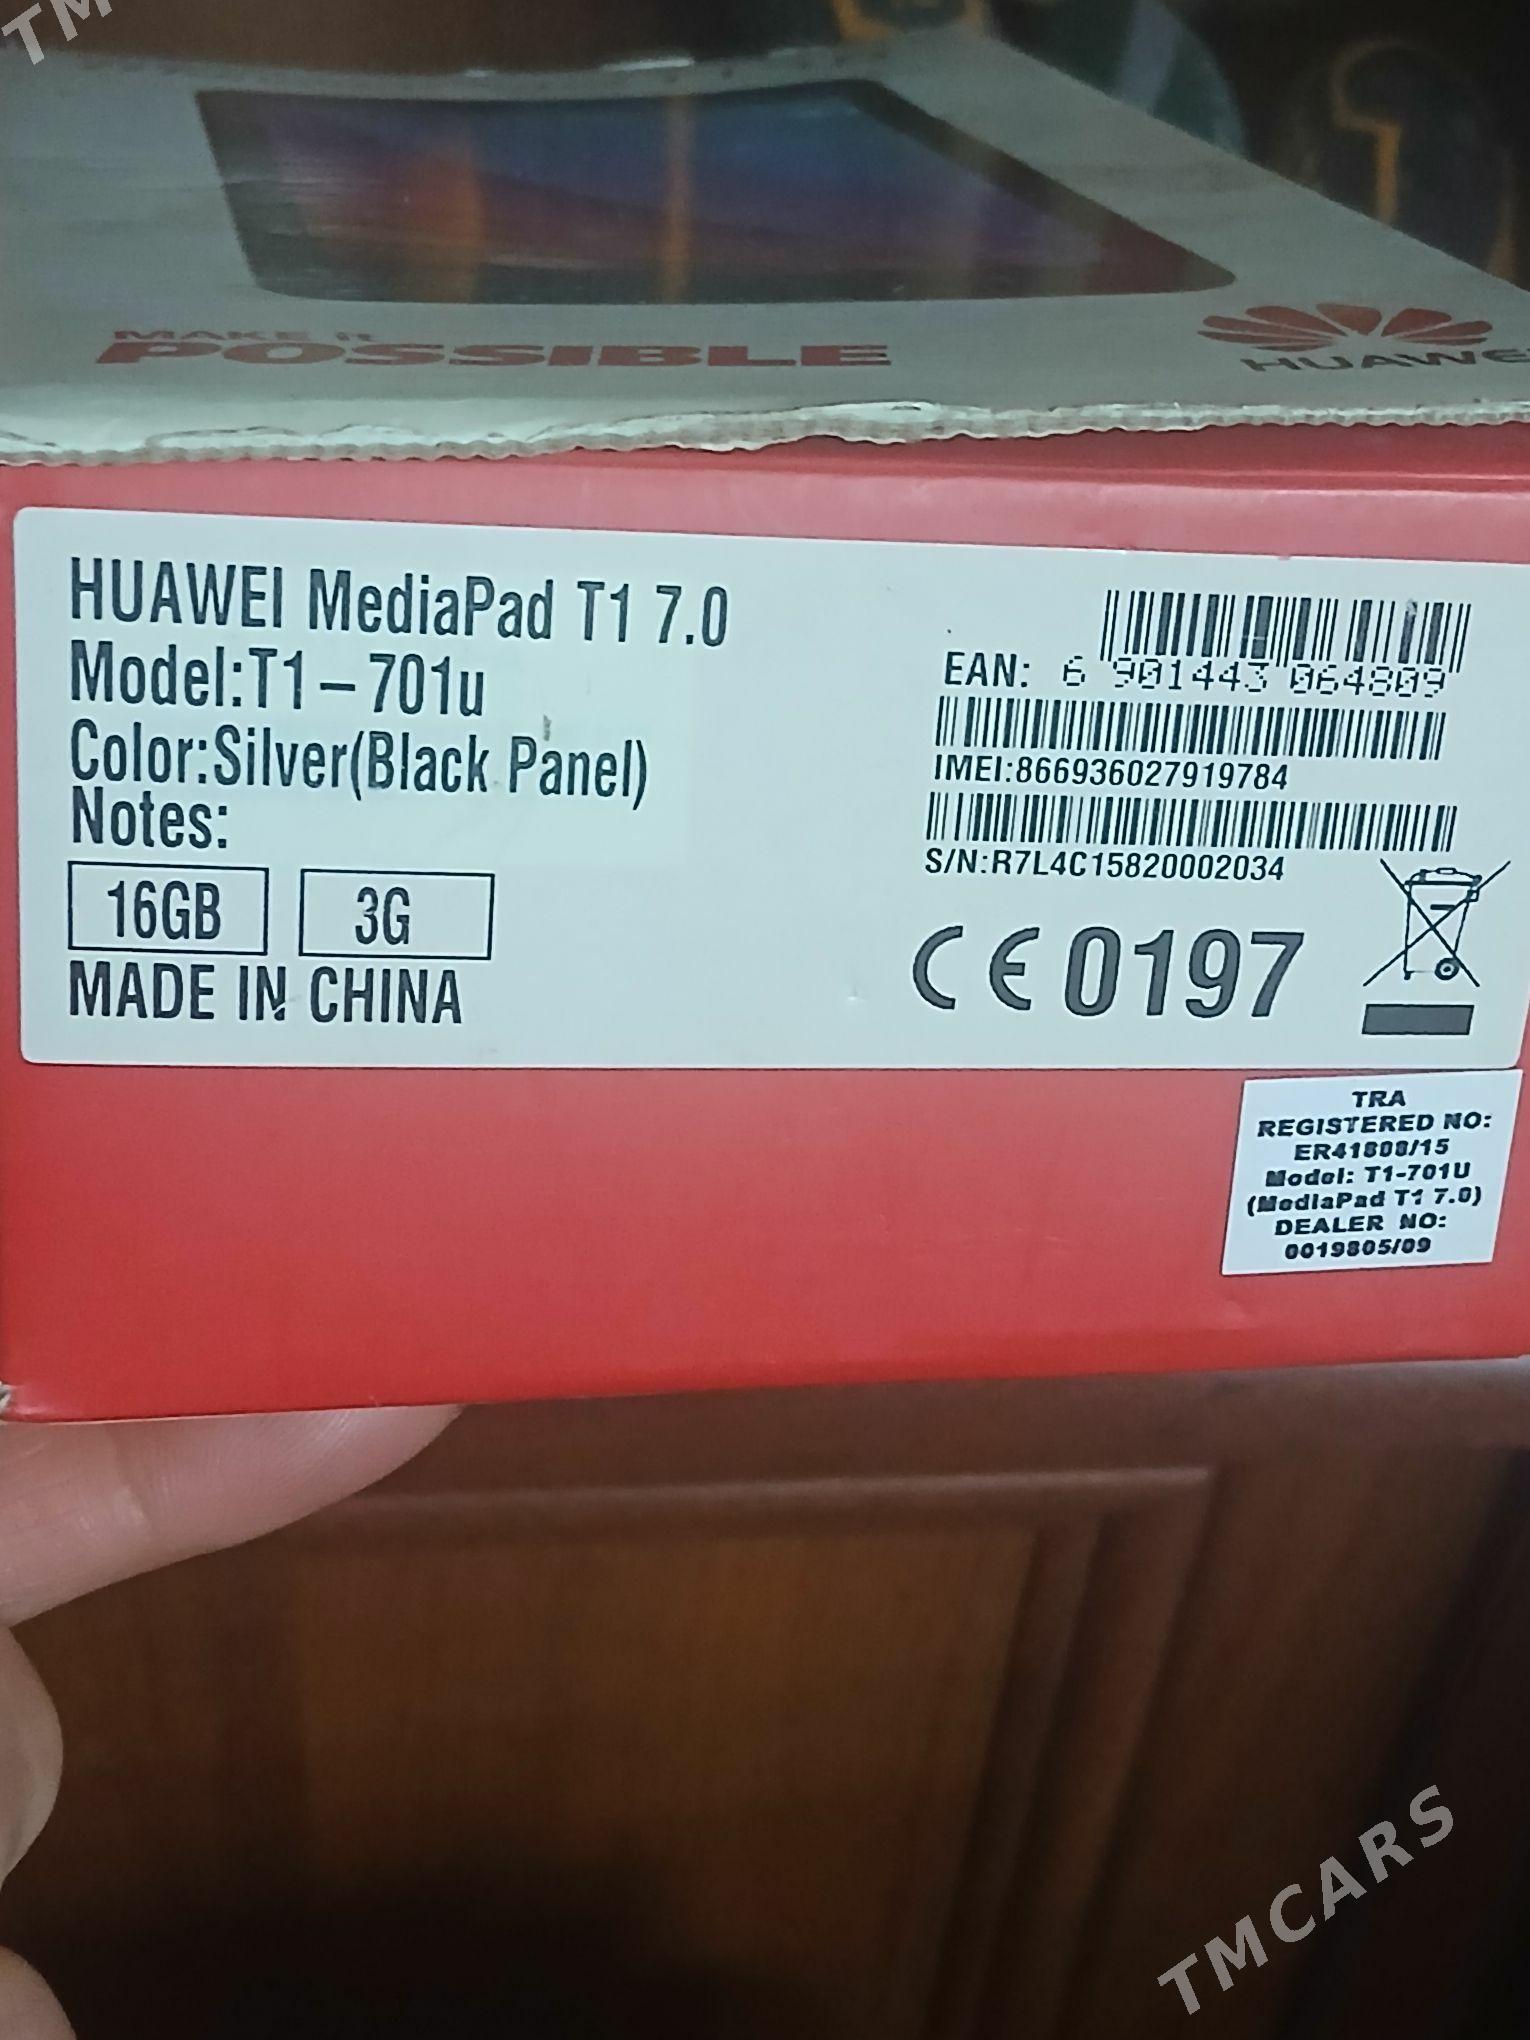 TM
MAKE it
POSSIBLE
HUAWEI
HUAWEI MediaPad T1 7.0
Model:T1-701u
Color:Silver(Black Panel)
Notes:
16GB 3G
MADE IN CHINA
EAN: 6 901443 064809
IMEI:866936027919784
S/N:R7L4C15820002034
CE0197
TRA
REGISTERED NO:
ER41808/15
Model: T1-701U
(MediaPad T1 7.0)
DEALER NO:
0019805/09
TMCARS